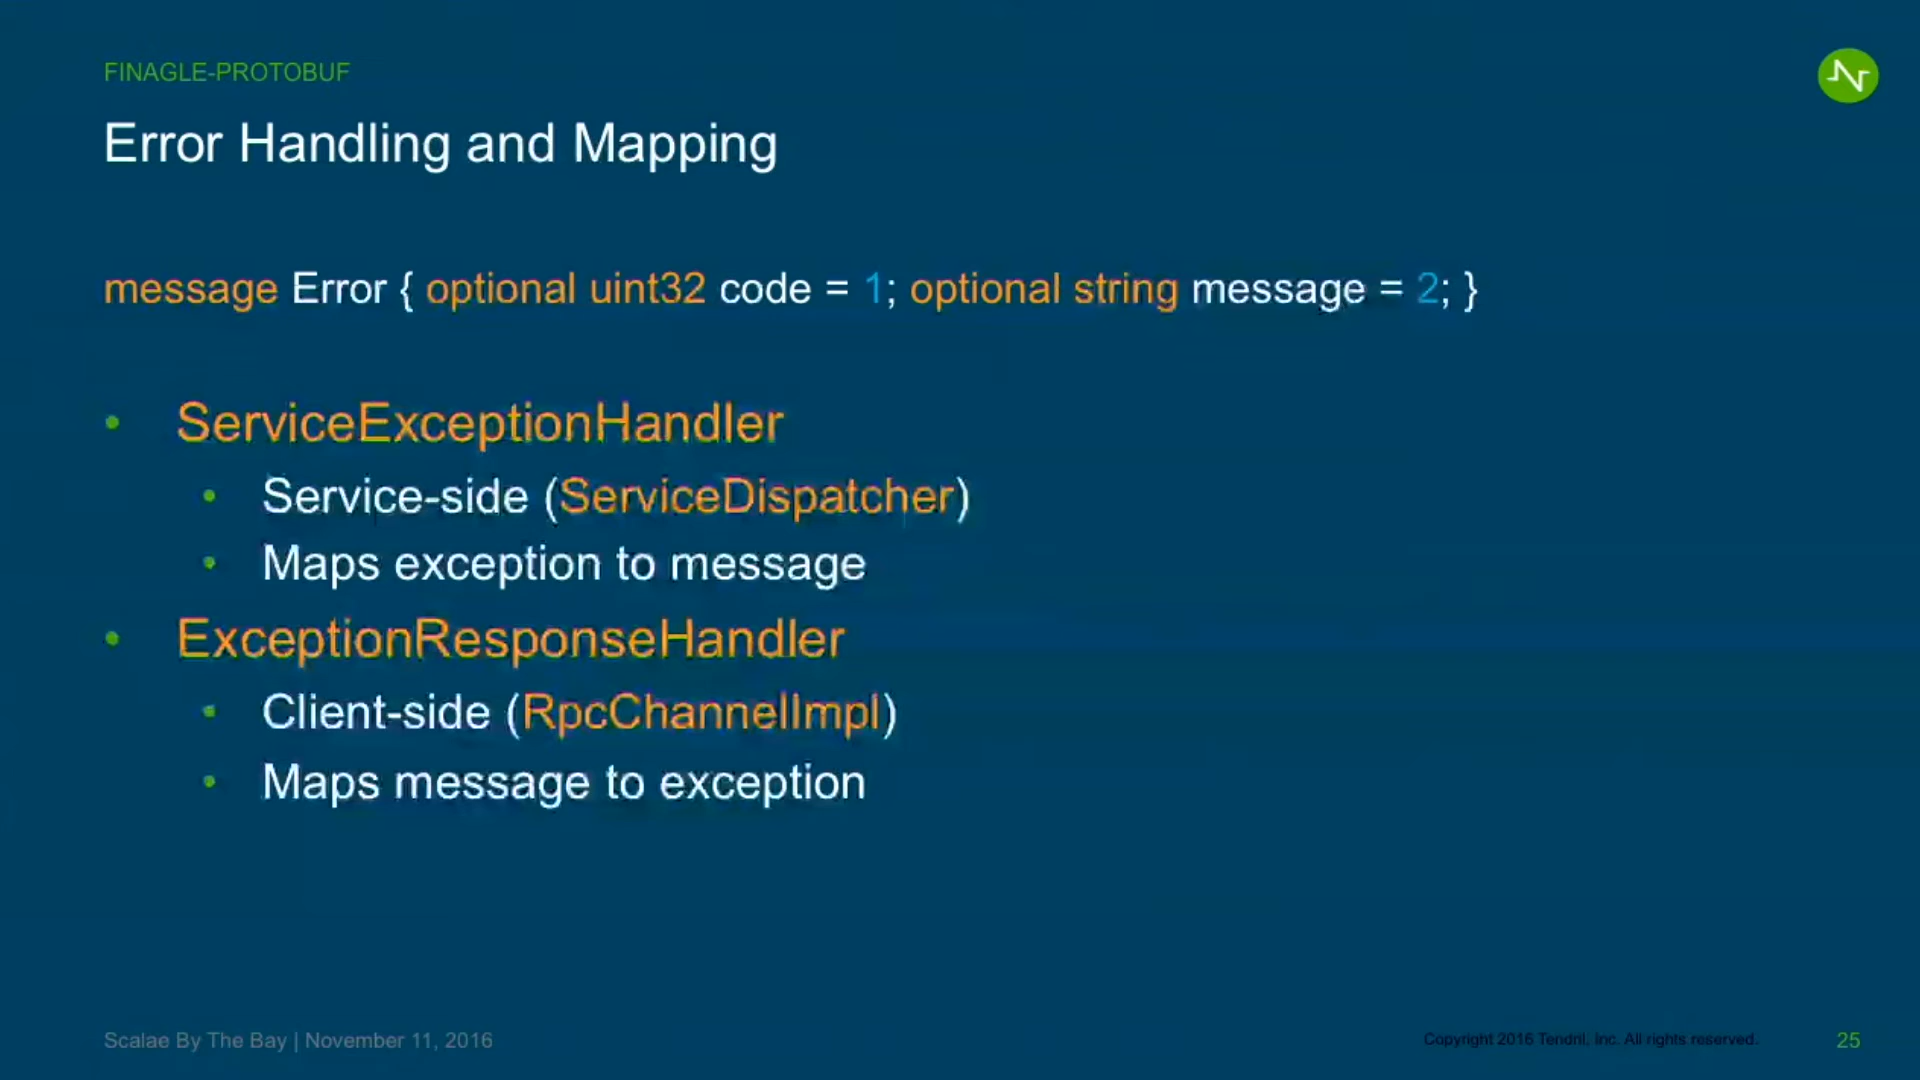 FINAGLE-PROTOBUF
Error Handling and Mapping
message Error { optional uint32 code = 1; optional string message = 2; }
• ServiceExceptionHandler
• Service-side (ServiceDispatcher)
• Maps exception to message
• ExceptionResponseHandler
• Client-side (RpcChannelImpl)
• Maps message to exception
Scalae By The Bay | November 11, 2016
Copyright 2016 Tendril, Inc. All rights reserved.
25